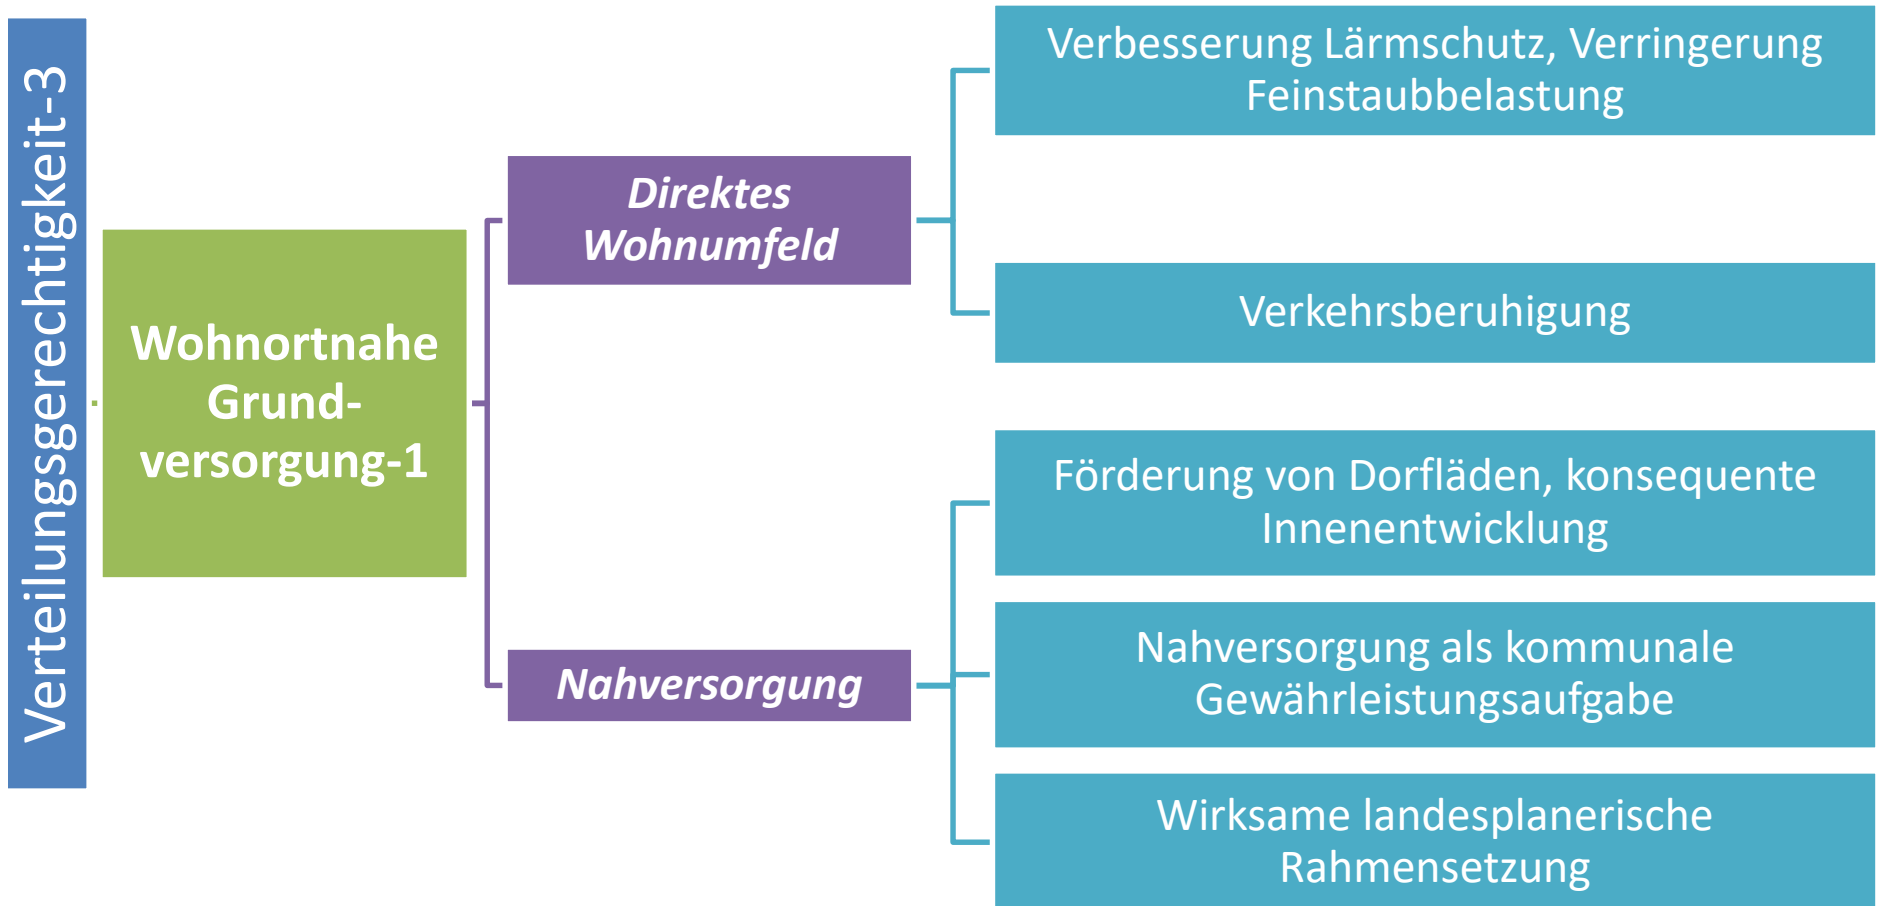 Verteilungsgerechtigkeit-3
Wohnortnahe
Grund-
versorgung-1
Direktes
Wohnumfeld
Verbesserung Lärmschutz, Verringerung
Feinstaubbelastung
Verkehrsberuhigung
Nahversorgung
Förderung von Dorfläden, konsequente
Innenentwicklung
Nahversorgung als kommunale
Gewährleistungsaufgabe
Wirksame landesplanerische
Rahmensetzung